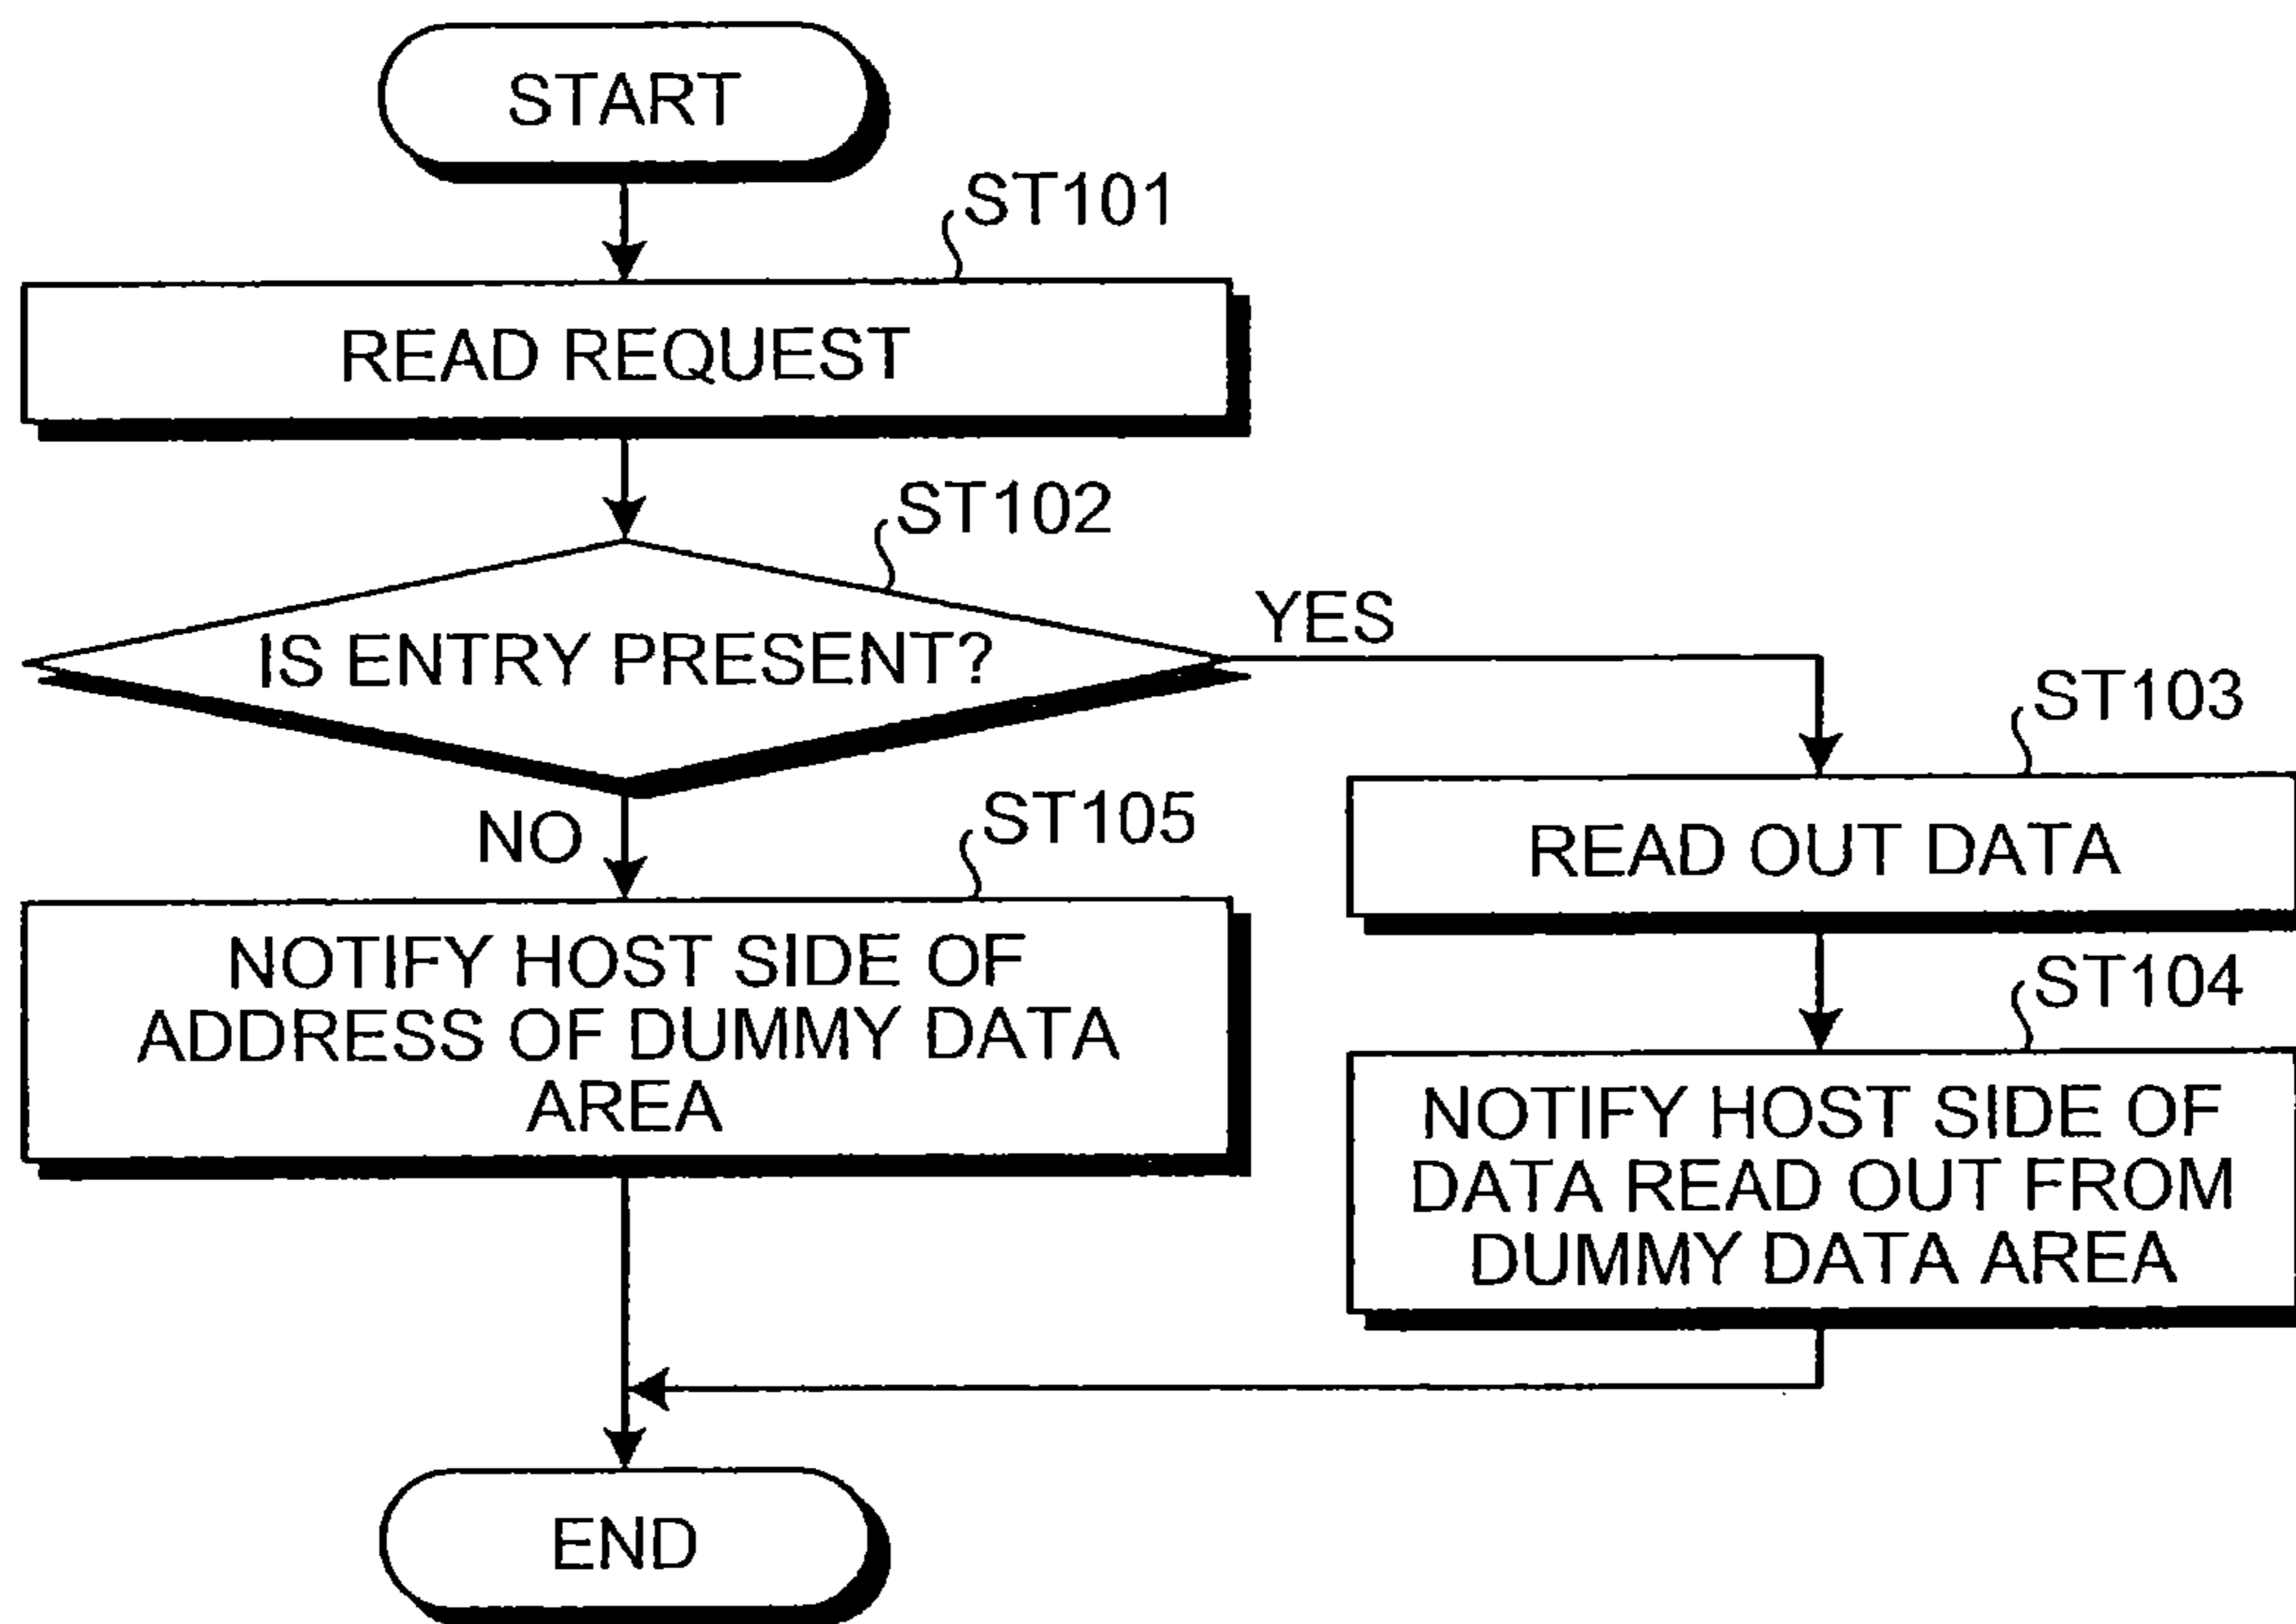 START
ST101
READ REQUEST
ST102
IS ENTRY PRESENT?
YES
NO
ST103
READ OUT DATA
ST105
NOTIFY HOST SIDE OF
ADDRESS OF DUMMY DATA
AREA
ST104
NOTIFY HOST SIDE OF
DATA READ OUT FROM
DUMMY DATA AREA
END